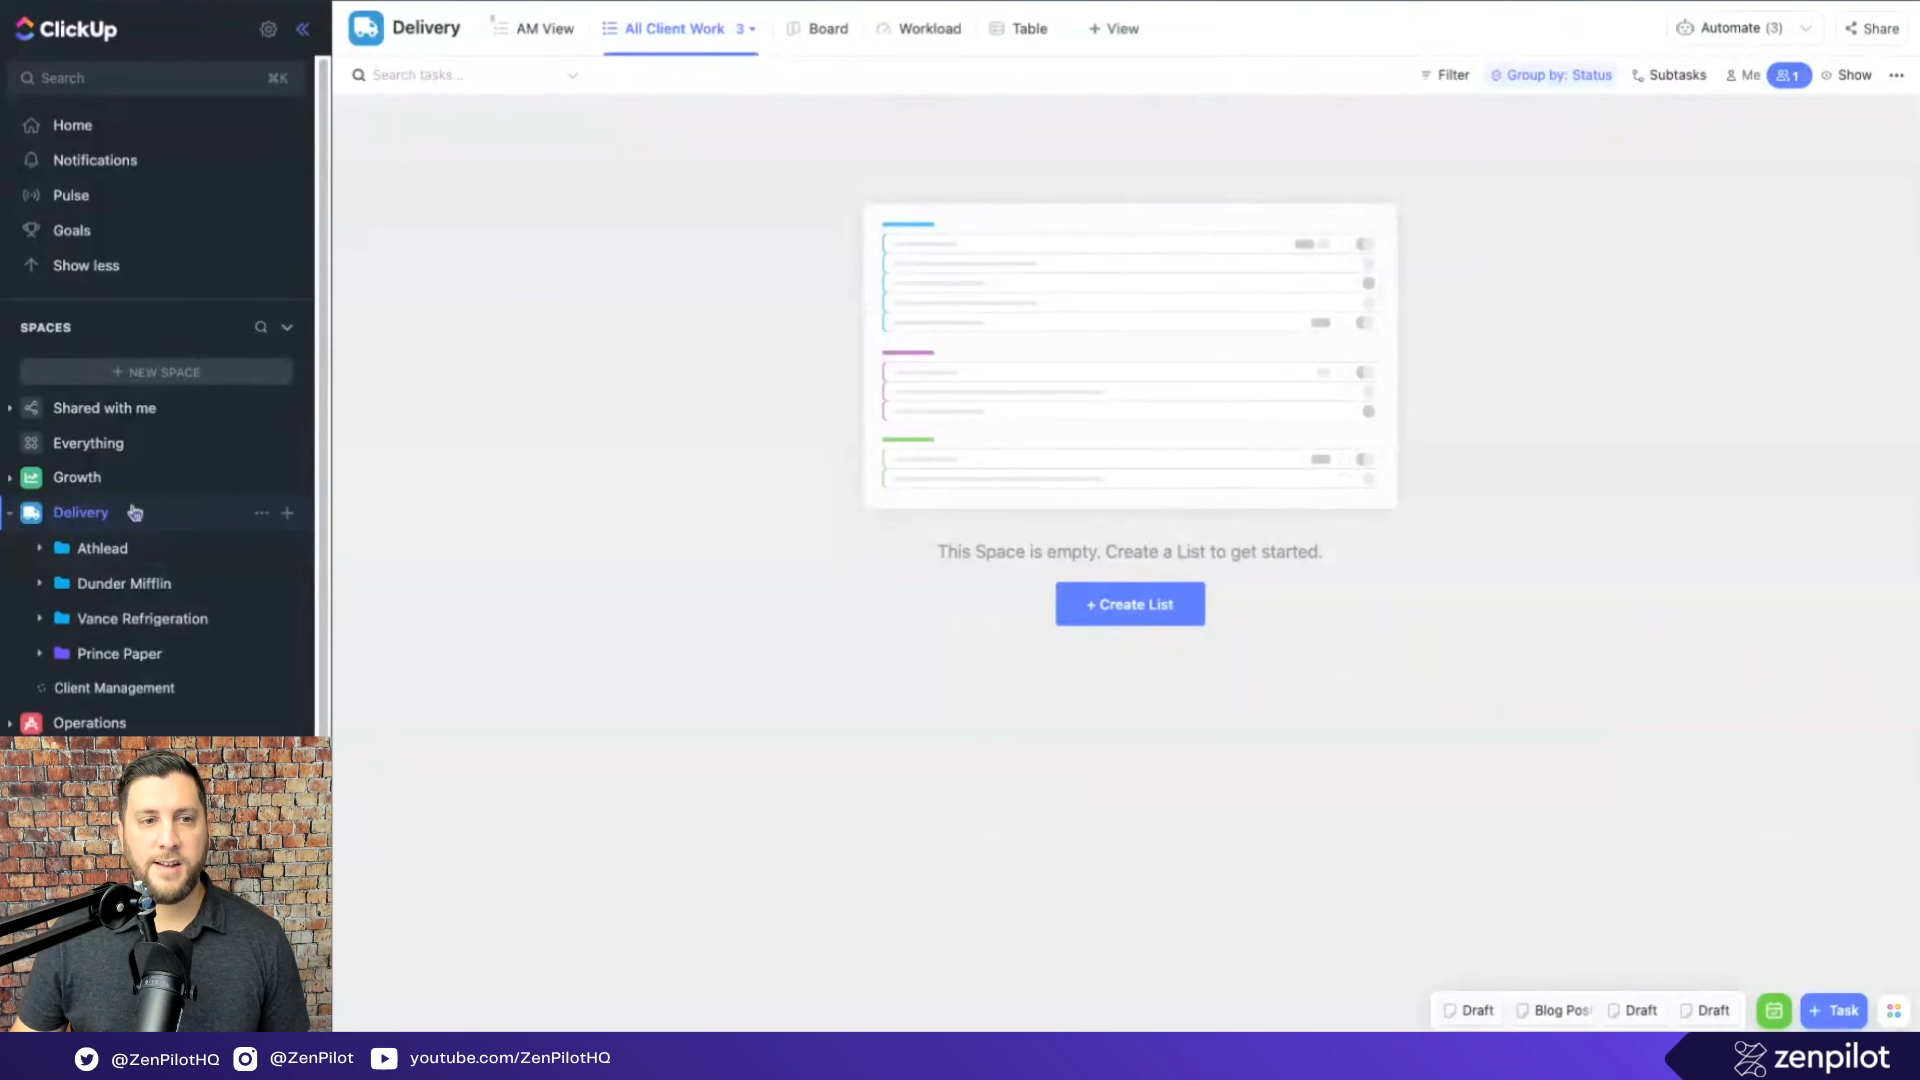 ClickUp
Search ⌘K
Home
Notifications
Pulse
Goals
Show less
SPACES
+ NEW SPACE
Shared with me
Everything
Growth
Delivery
Athlead
Dunder Mifflin
Vance Refrigeration
Prince Paper
Client Management
Operations
Delivery AM View All Client Work 3 Board Workload Table + View Automate (3) Share
Search tasks... Filter Group by: Status Subtasks Me 1 Show
This Space is empty. Create a List to get started.
+ Create List
Draft Blog Pos Draft Draft + Task
@ZenPilotHQ @ZenPilot youtube.com/ZenPilotHQ zenpilot